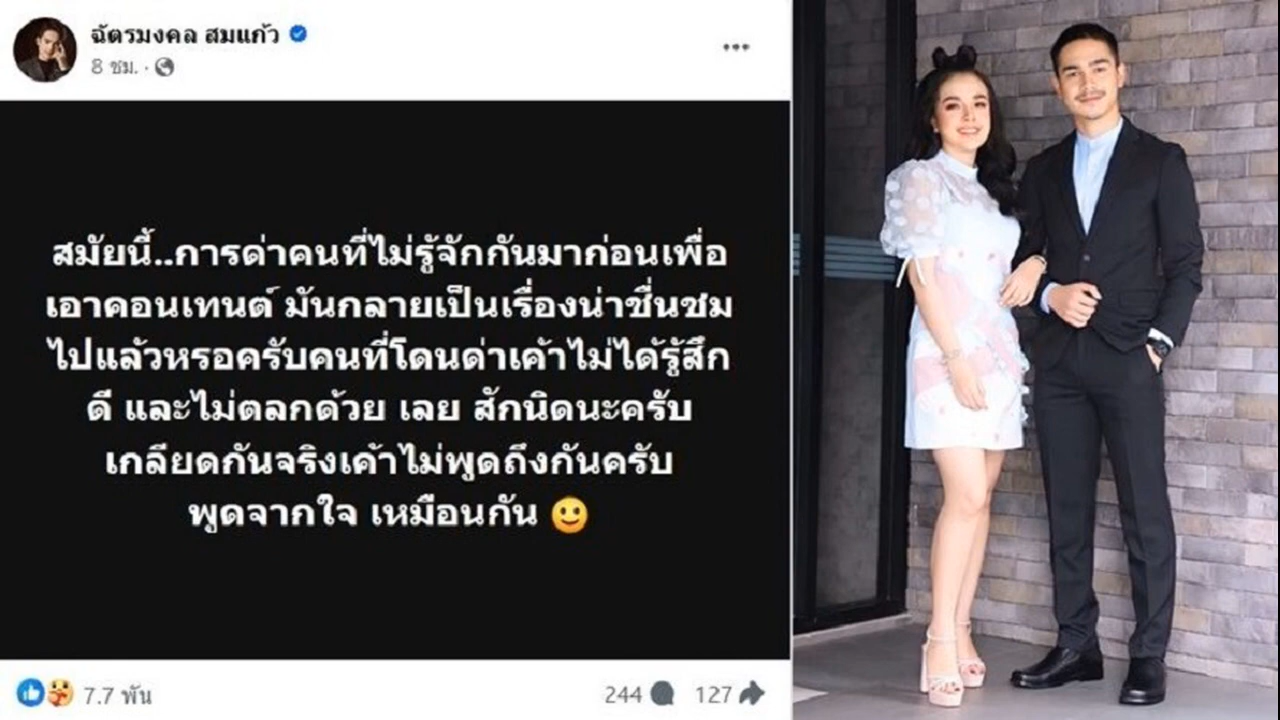 ฉัตรมงคล สมแก้ว
8 ชม. ·
สมัยนี้..การด่าคนที่ไม่รู้จักกันมาก่อนเพื่อ
เอาคอนเทนต์ มันกลายเป็นเรื่องน่าชื่นชม
ไปแล้วหรอครับคนที่โดนด่าเค้าไม่ได้รู้สึก
ดี และไม่ตลกด้วย เลย สักนิดนะครับ
เกลียดกันจริงเค้าไม่พูดถึงกันครับ
พูดจากใจ เหมือนกัน 🙂
7.7 พัน
244
127